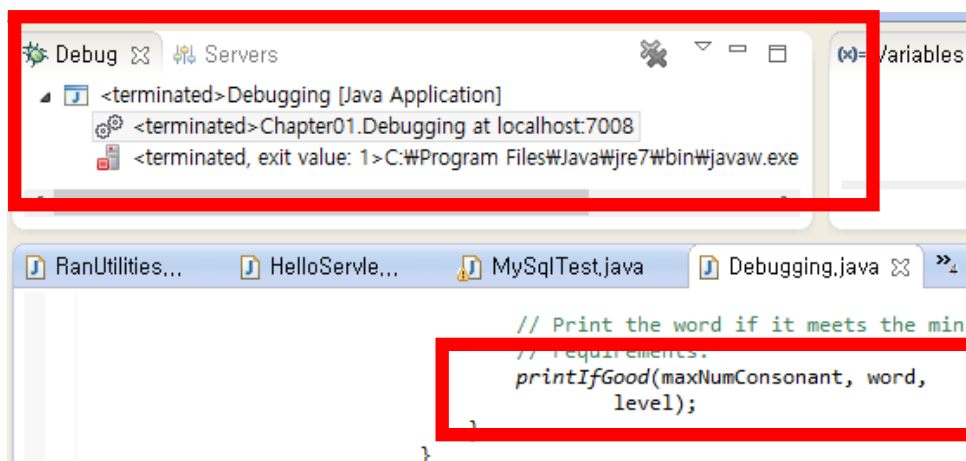 Debug Servers
(x)= Variables
<terminated>Debugging [Java Application]
<terminated>Chapter01.Debugging at localhost:7008
<terminated, exit value: 1>C:₩Program Files₩Java₩jre7₩bin₩javaw.exe
RanUtilities... HelloServle... MySqlTest.java Debugging.java »4
// Print the word if it meets the min
// requirements.
printIfGood(maxNumConsonant, word,
level);
}
}